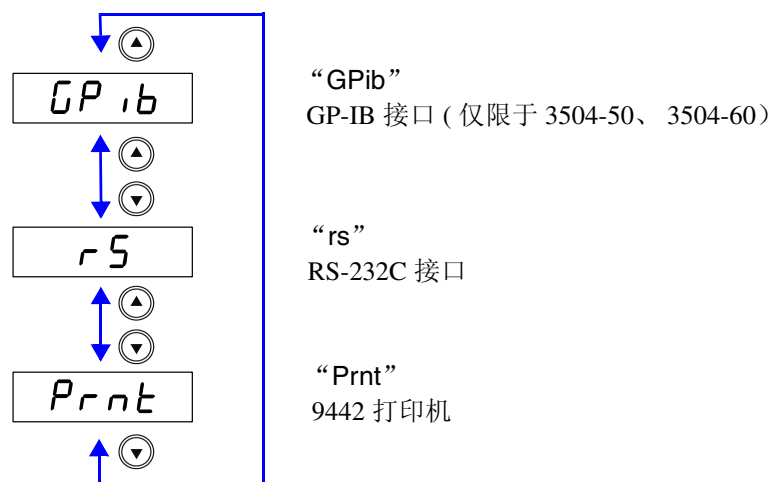 GPib
“GPib”
GP-IB 接口 ( 仅限于 3504-50、 3504-60）
rS
“rs”
RS-232C 接口
Prnt
“Prnt”
9442 打印机